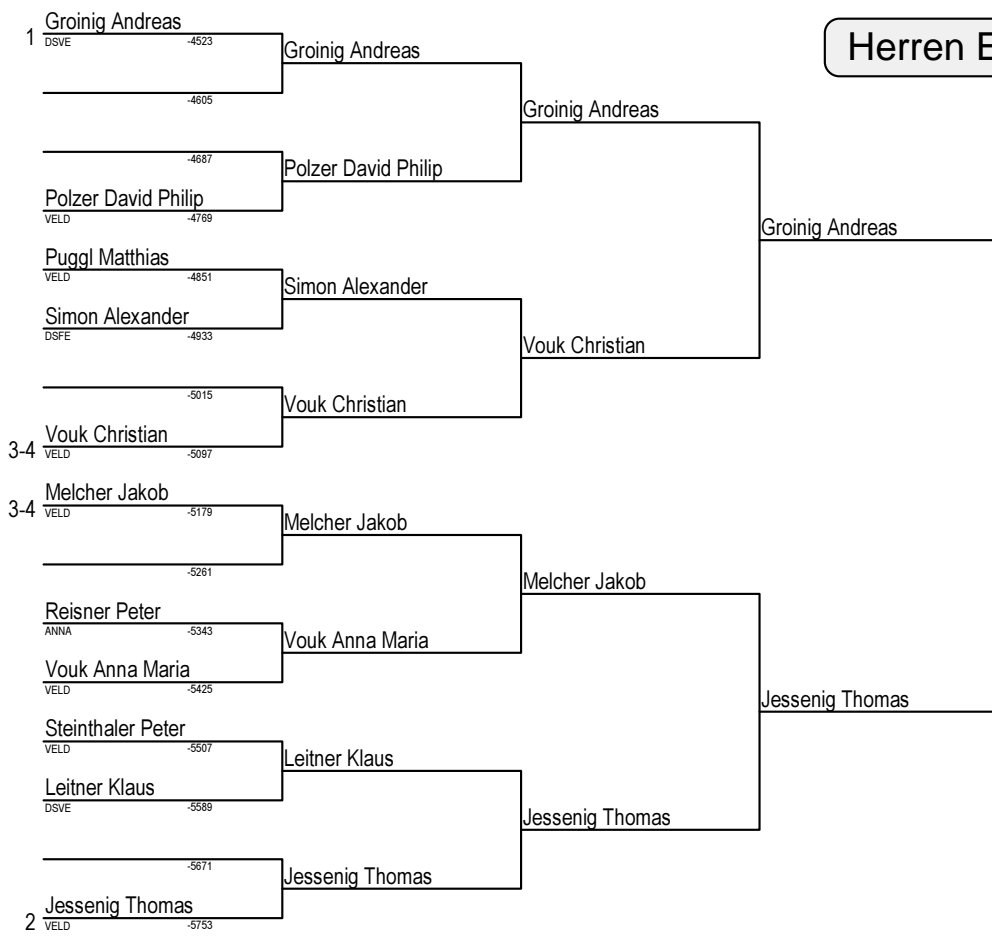 Herren E
Groinig Andreas
1
DSVE -4523
Groinig Andreas
-4605
Groinig Andreas
-4687
Polzer David Philip
Polzer David Philip
VELD -4769
Groinig Andreas
Puggl Matthias
VELD -4851
Simon Alexander
Simon Alexander
DSFE -4933
Vouk Christian
-5015
Vouk Christian
Vouk Christian
3-4 VELD -5097
Melcher Jakob
3-4 VELD -5179
Melcher Jakob
-5261
Melcher Jakob
Reisner Peter
ANNA -5343
Vouk Anna Maria
Vouk Anna Maria
VELD -5425
Jessenig Thomas
Steinthaler Peter
VELD -5507
Leitner Klaus
Leitner Klaus
DSVE -5589
Jessenig Thomas
-5671
Jessenig Thomas
Jessenig Thomas
2 VELD -5753